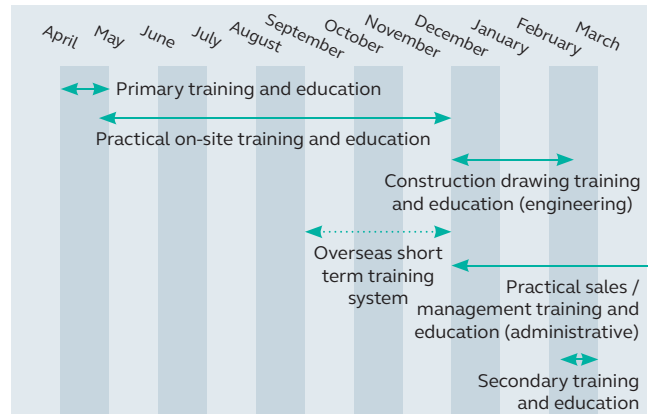 April May June July August September October November December January February March
Primary training and education
Practical on-site training and education
Construction drawing training
and education (engineering)
Overseas short
term training
system
Practical sales /
management training and
education (administrative)
Secondary training
and education